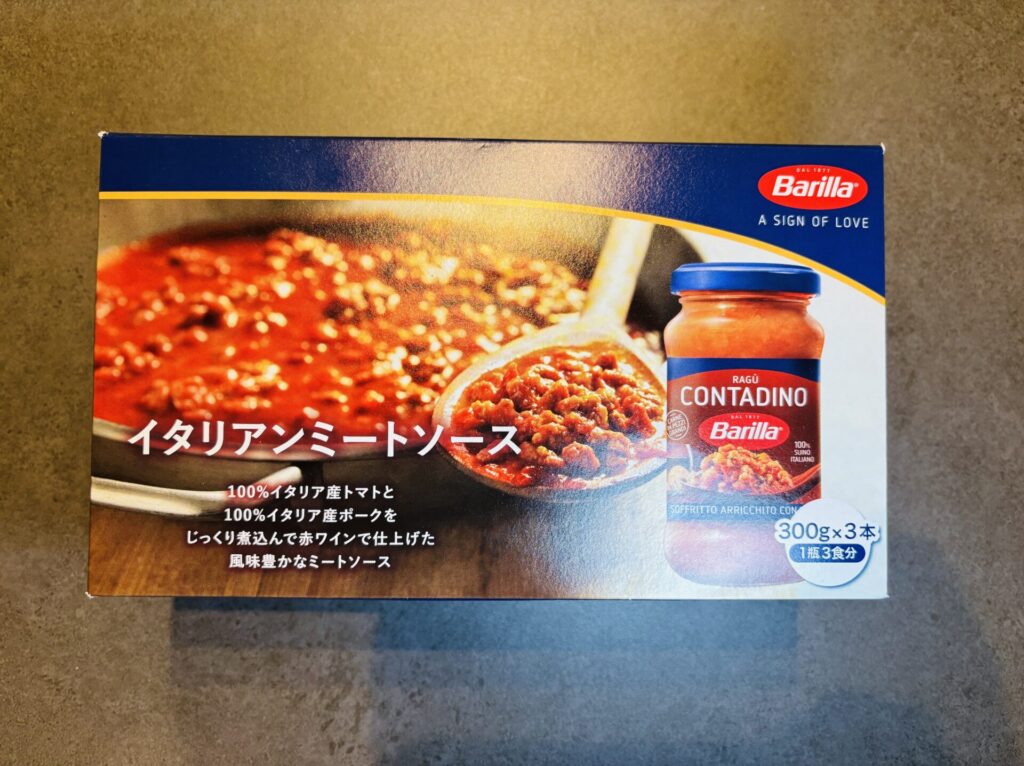 DAL 1877
Barilla
A SIGN OF LOVE
RAGÙ
CONTADINO
DAL 1877
Barilla
100%
SUINO
ITALIANO
SOFFRITTO ARRICCHITO CON
イタリアンミートソース
100%イタリア産トマトと
100%イタリア産ポークを
じっくり煮込んで赤ワインで仕上げた
風味豊かなミートソース
300g×3本
1瓶3食分